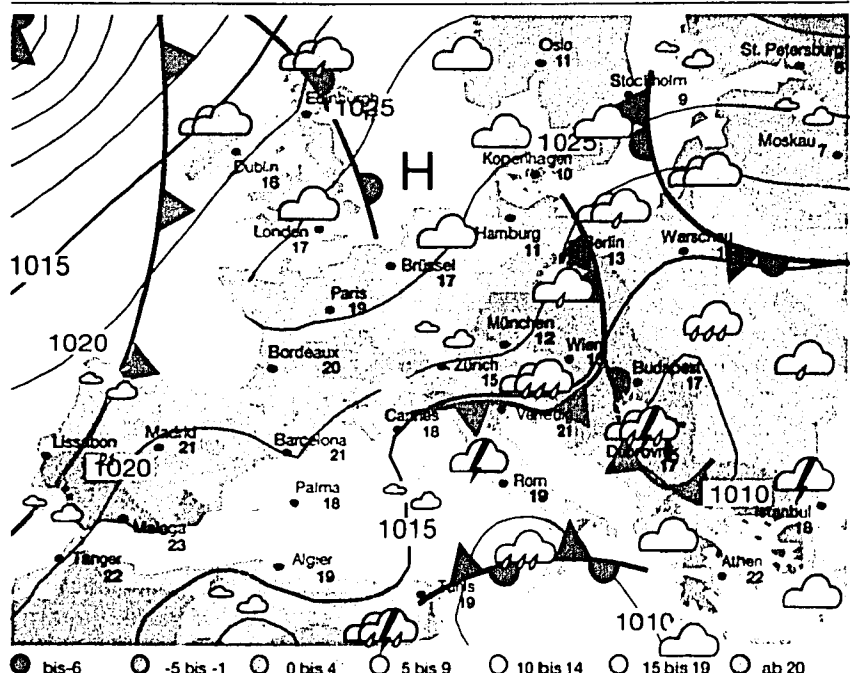 Oslo
11
St. Petersburg
6
Stockholm
9
Edinburgh
1025
Moskau
7
Dublin
16
1025
Kopenhagen
10
H
London
17
Hamburg
11
Berlin
13
Warschau
Brüssel
17
1015
Paris
19
1020
München
12
Wien
Bordeaux
20
Zürich
15
Budapest
17
Cannes
18
Venedig
21
Lissabon
Madrid
21
Barcelona
21
Dubrovnik
17
1020
Palma
18
Rom
19
1010
Istanbul
18
Malaga
23
1015
Tanger
22
Algier
19
Tunis
19
Athen
22
1010
bis-6
-5 bis -1
0 bis 4
5 bis 9
10 bis 14
15 bis 19
ab 20